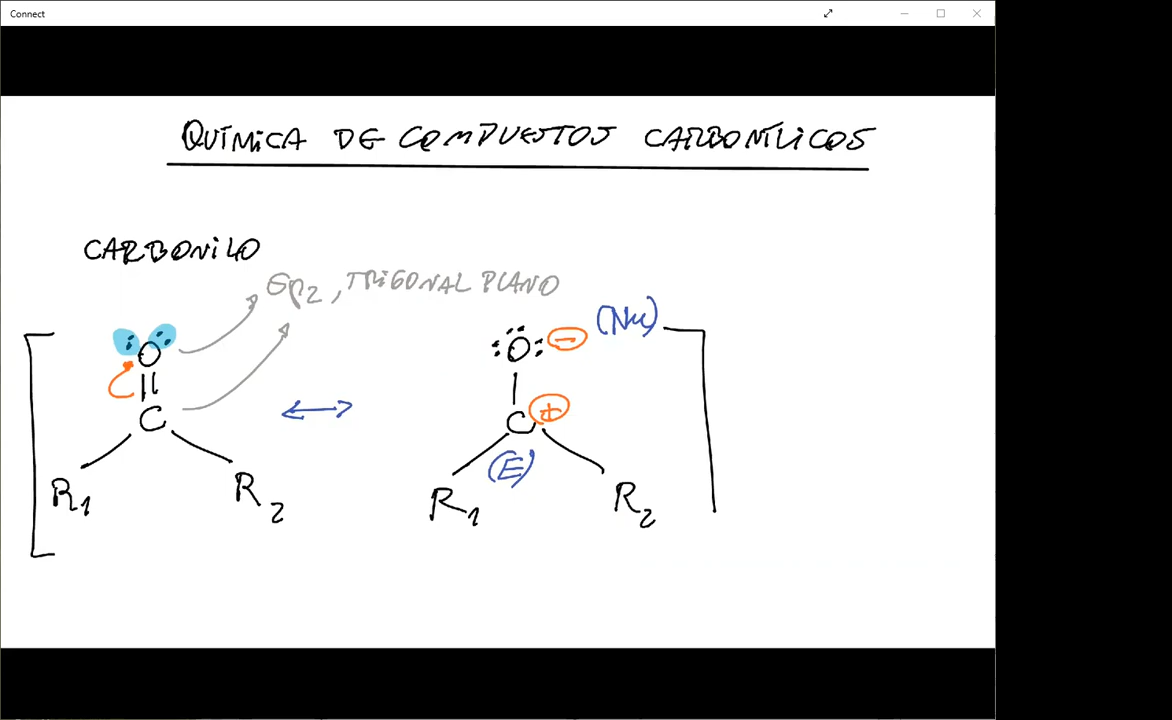 Connect
QUÍMICA DE COMPUESTOS CARBONÍLICOS
CARBONILO
Sp2, TRIGONAL PLANO
(Nu)
O
O −
C
C +
(E)
R1 R2
R1 R2